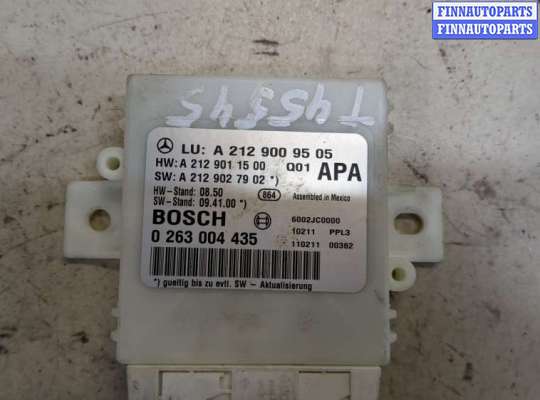 FINNAUTOPARTS
FINNAUTOPARTS
T45545
LU: A 212 900 95 05
HW: A 212 901 15 00 Q01 APA
SW: A 212 902 79 02 *)
HW-Stand: 08.50 864 Assembled in Mexico
SW-Stand: 09.41.00 *)
BOSCH 6002JC0000
0 263 004 435 10211 PPL3
110211 00362
*) gueltig bis zu evtl. SW - Aktualisierung